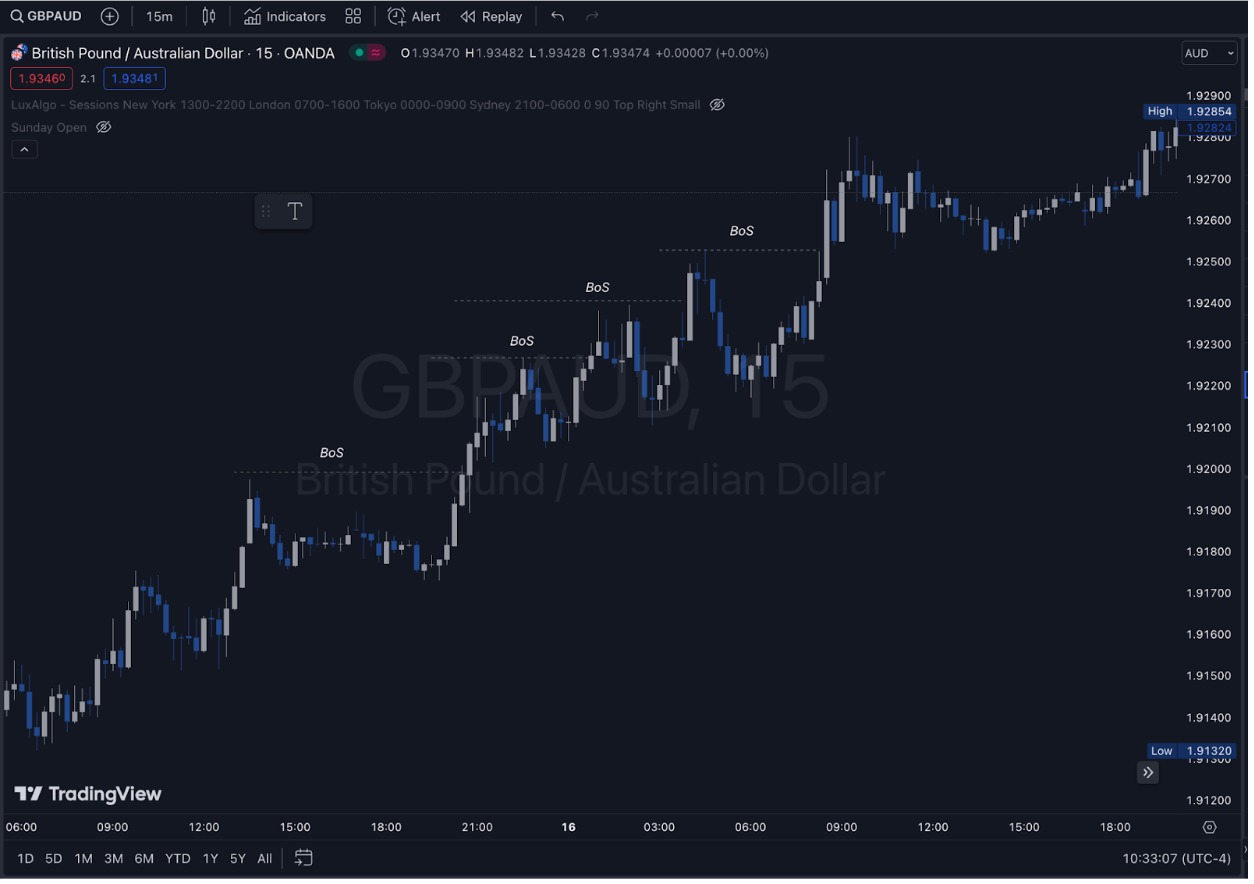 GBPAUD 15m Indicators Alert Replay
British Pound / Australian Dollar · 15 · OANDA O1.93470 H1.93482 L1.93428 C1.93474 +0.00007 (+0.00%) AUD
1.93460 2.1 1.93481
LuxAlgo - Sessions New York 1300-2200 London 0700-1600 Tokyo 0000-0900 Sydney 2100-0600 0 90 Top Right Small
Sunday Open
1.92900
High 1.92854
1.92824
1.92800
1.92700
T
1.92600
BoS
1.92500
BoS
1.92400
BoS
1.92300
GBPAUD, 15
1.92200
1.92100
BoS
1.92000
British Pound / Australian Dollar
1.91900
1.91800
1.91700
1.91600
1.91500
1.91400
Low 1.91320
1.91300
TradingView
1.91200
06:00 09:00 12:00 15:00 18:00 21:00 16 03:00 06:00 09:00 12:00 15:00 18:00
1D 5D 1M 3M 6M YTD 1Y 5Y All 10:33:07 (UTC-4)